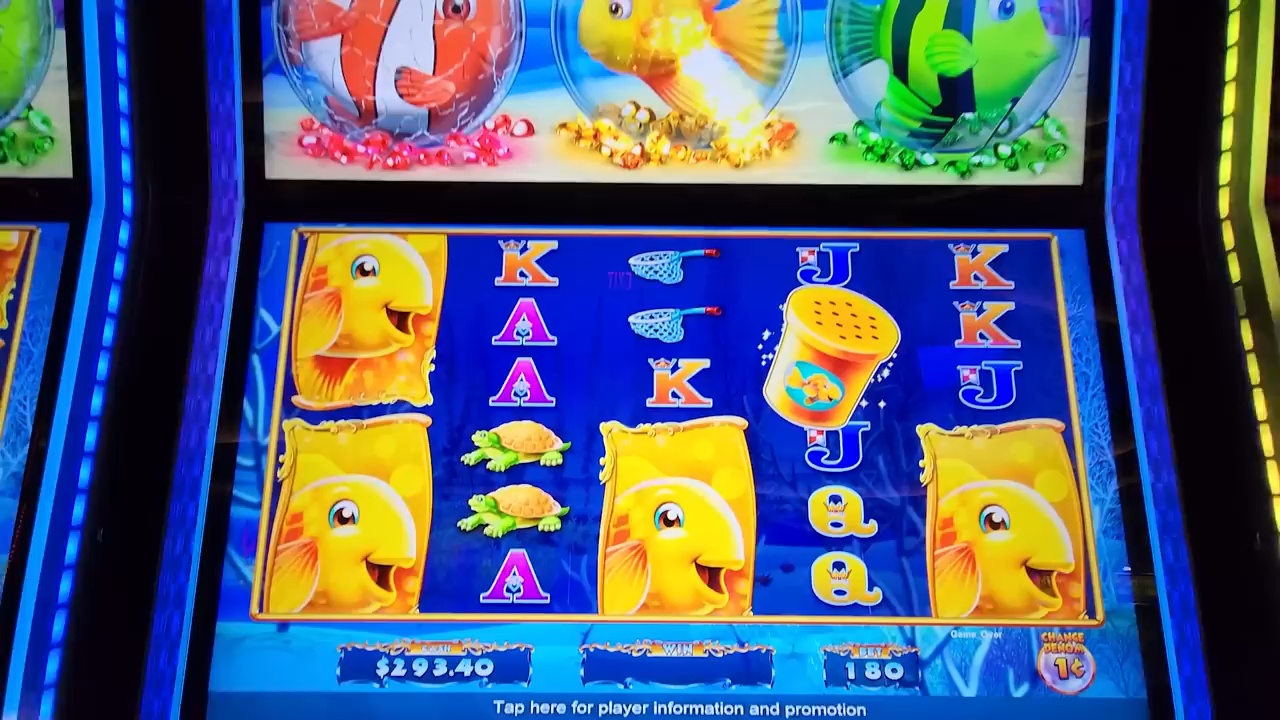 K
J
K
A
K
A
K
J
J
A
Q
Q
Game Over
CASH
WIN
BET
CHANGE
DENOM
$293.40
180
1¢
Tap here for player information and promotion